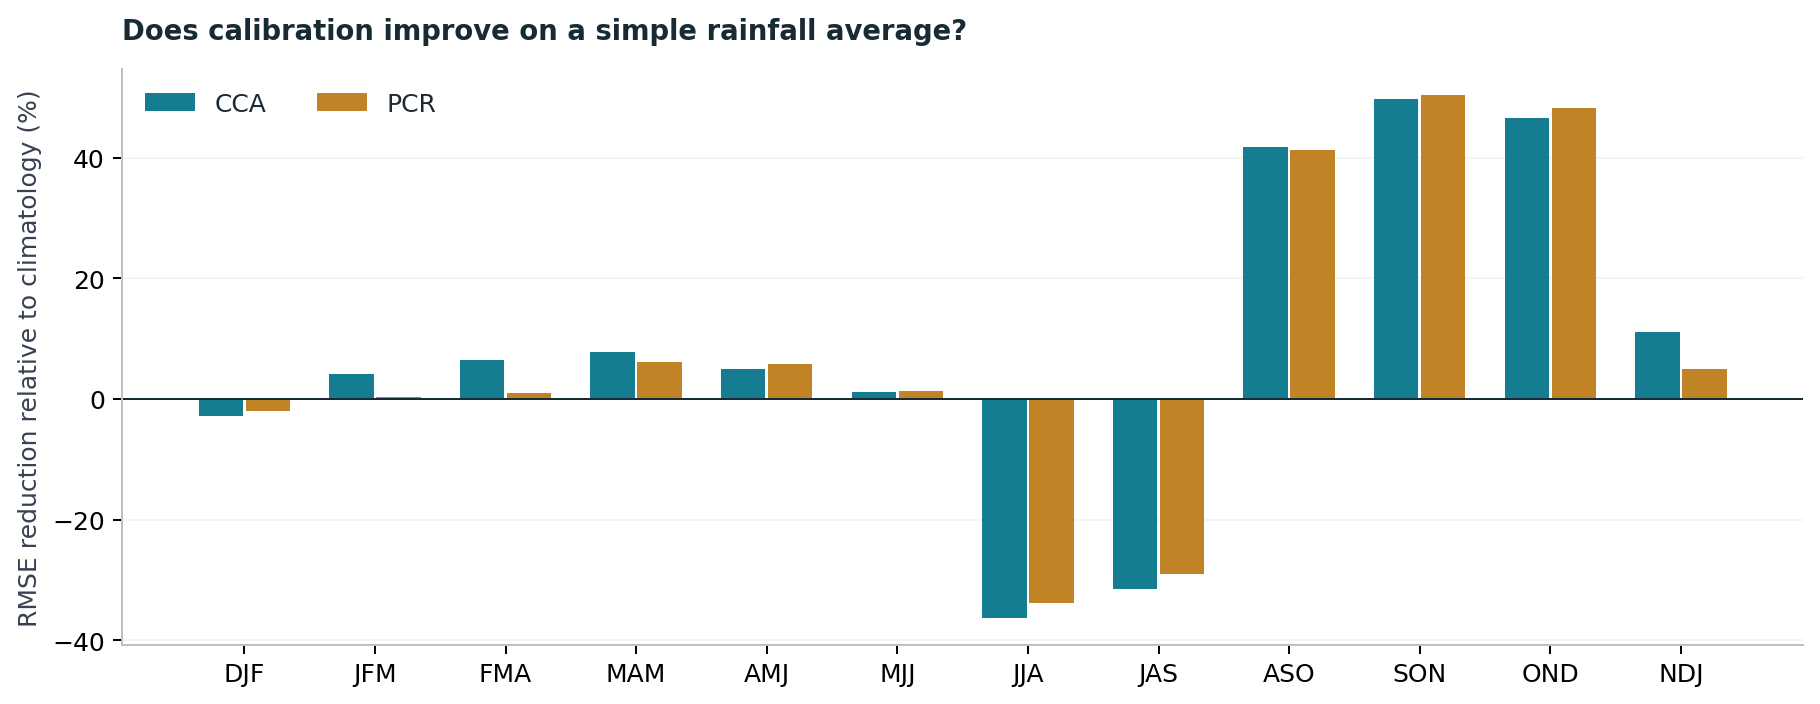 Does calibration improve on a simple rainfall average?
CCA
PCR
RMSE reduction relative to climatology (%)
40
20
0
−20
−40
DJF
JFM
FMA
MAM
AMJ
MJJ
JJA
JAS
ASO
SON
OND
NDJ